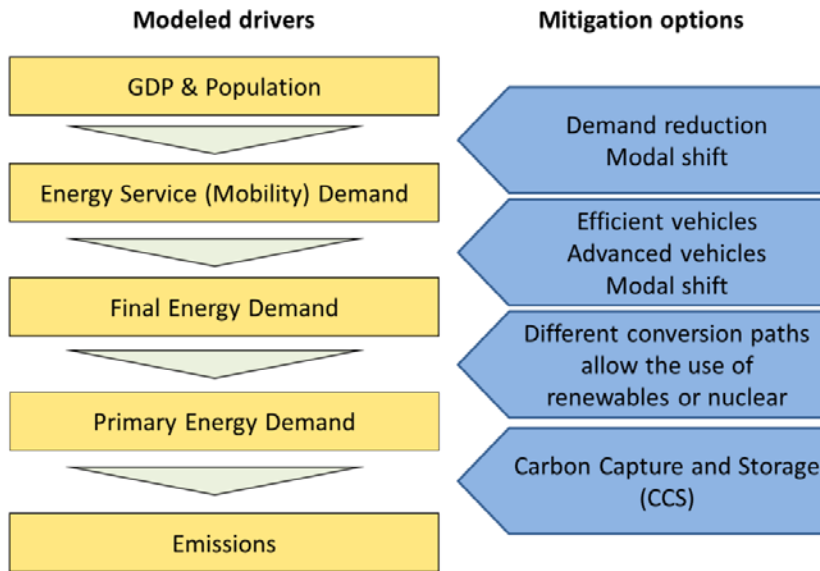 Modeled drivers
Mitigation options
GDP & Population
Demand reduction
Modal shift
Energy Service (Mobility) Demand
Efficient vehicles
Advanced vehicles
Modal shift
Final Energy Demand
Different conversion paths
allow the use of
renewables or nuclear
Primary Energy Demand
Carbon Capture and Storage
(CCS)
Emissions